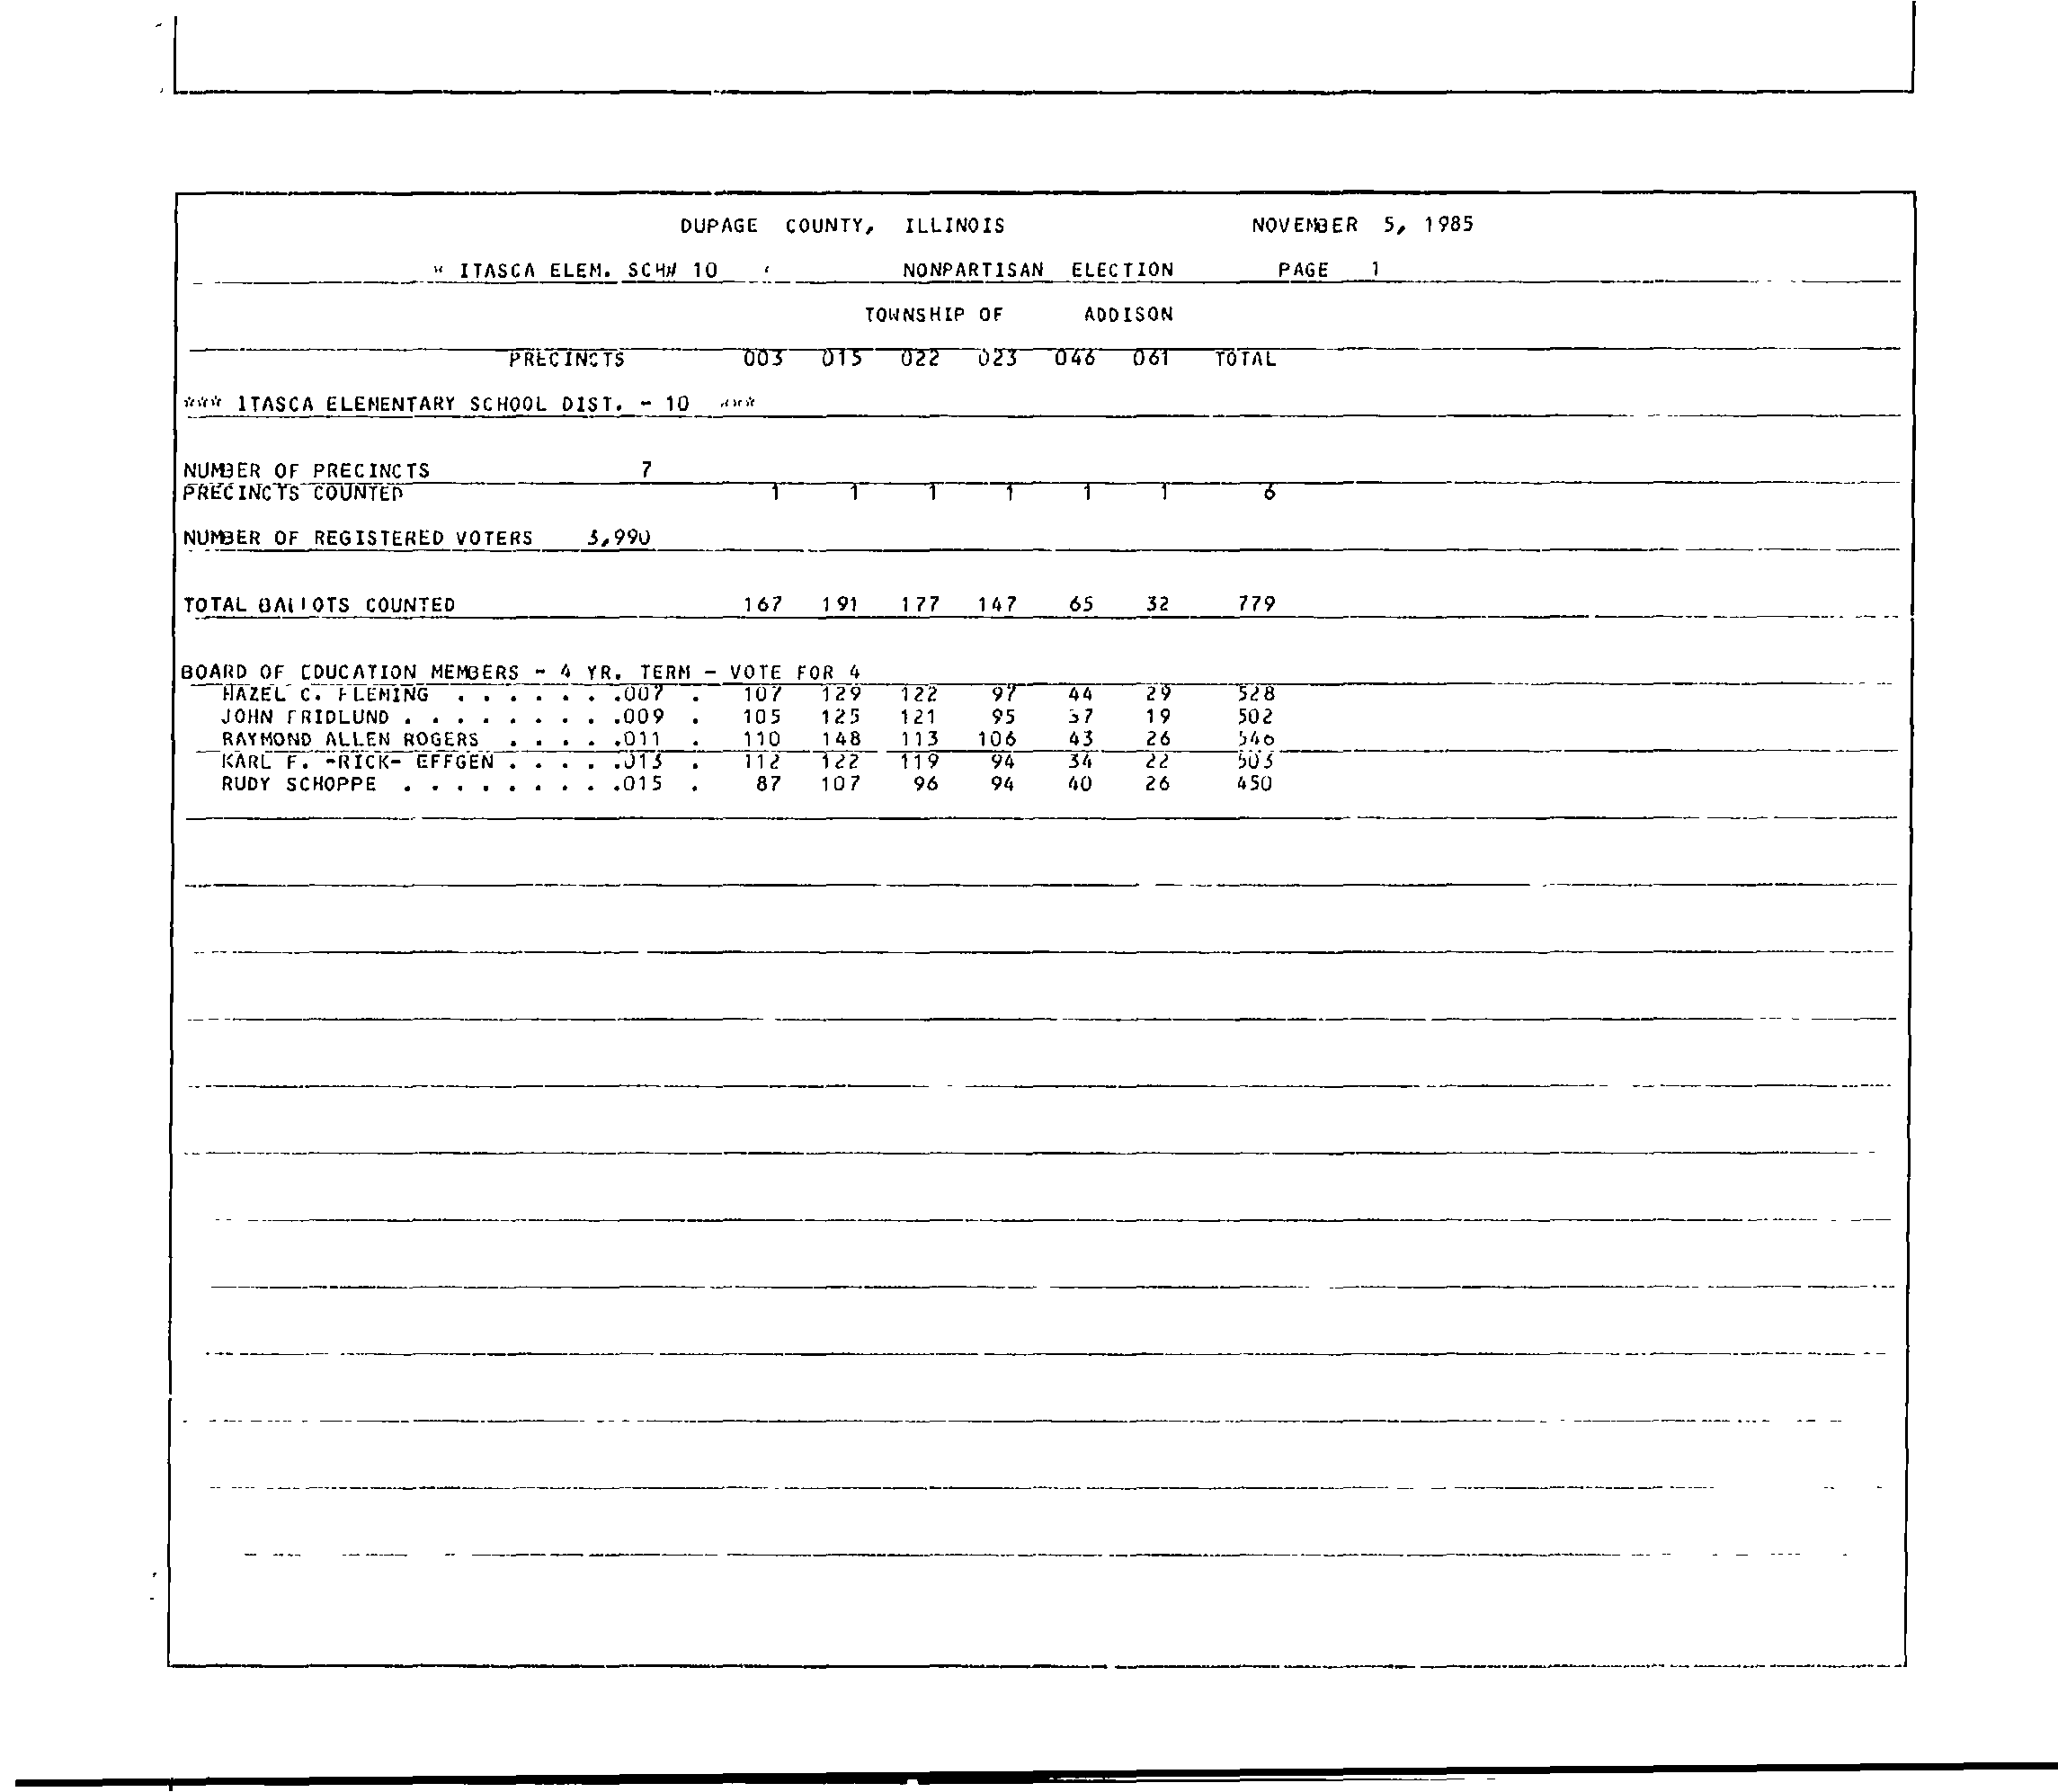 DUPAGE COUNTY, ILLINOIS NOVEMBER 5, 1985
" ITASCA ELEM. SCH# 10 NONPARTISAN ELECTION PAGE 1
TOWNSHIP OF ADDISON
PRECINCTS 003 015 022 023 046 061 TOTAL
*** ITASCA ELEMENTARY SCHOOL DIST. - 10 ***
NUMBER OF PRECINCTS 7
PRECINCTS COUNTED 1 1 1 1 1 1 6
NUMBER OF REGISTERED VOTERS 3,990
TOTAL BALLOTS COUNTED 167 191 177 147 65 32 779
BOARD OF EDUCATION MEMBERS - 4 YR. TERM - VOTE FOR 4
HAZEL C. FLEMING . . . . . . .007 . 107 129 122 97 44 29 528
JOHN FRIDLUND . . . . . . . . .009 . 105 125 121 95 37 19 502
RAYMOND ALLEN ROGERS . . . . .011 . 110 148 113 106 43 26 546
KARL F. -RICK- EFFGEN . . . . .013 . 112 122 119 94 34 22 503
RUDY SCHOPPE . . . . . . . . .015 . 87 107 96 94 40 26 450